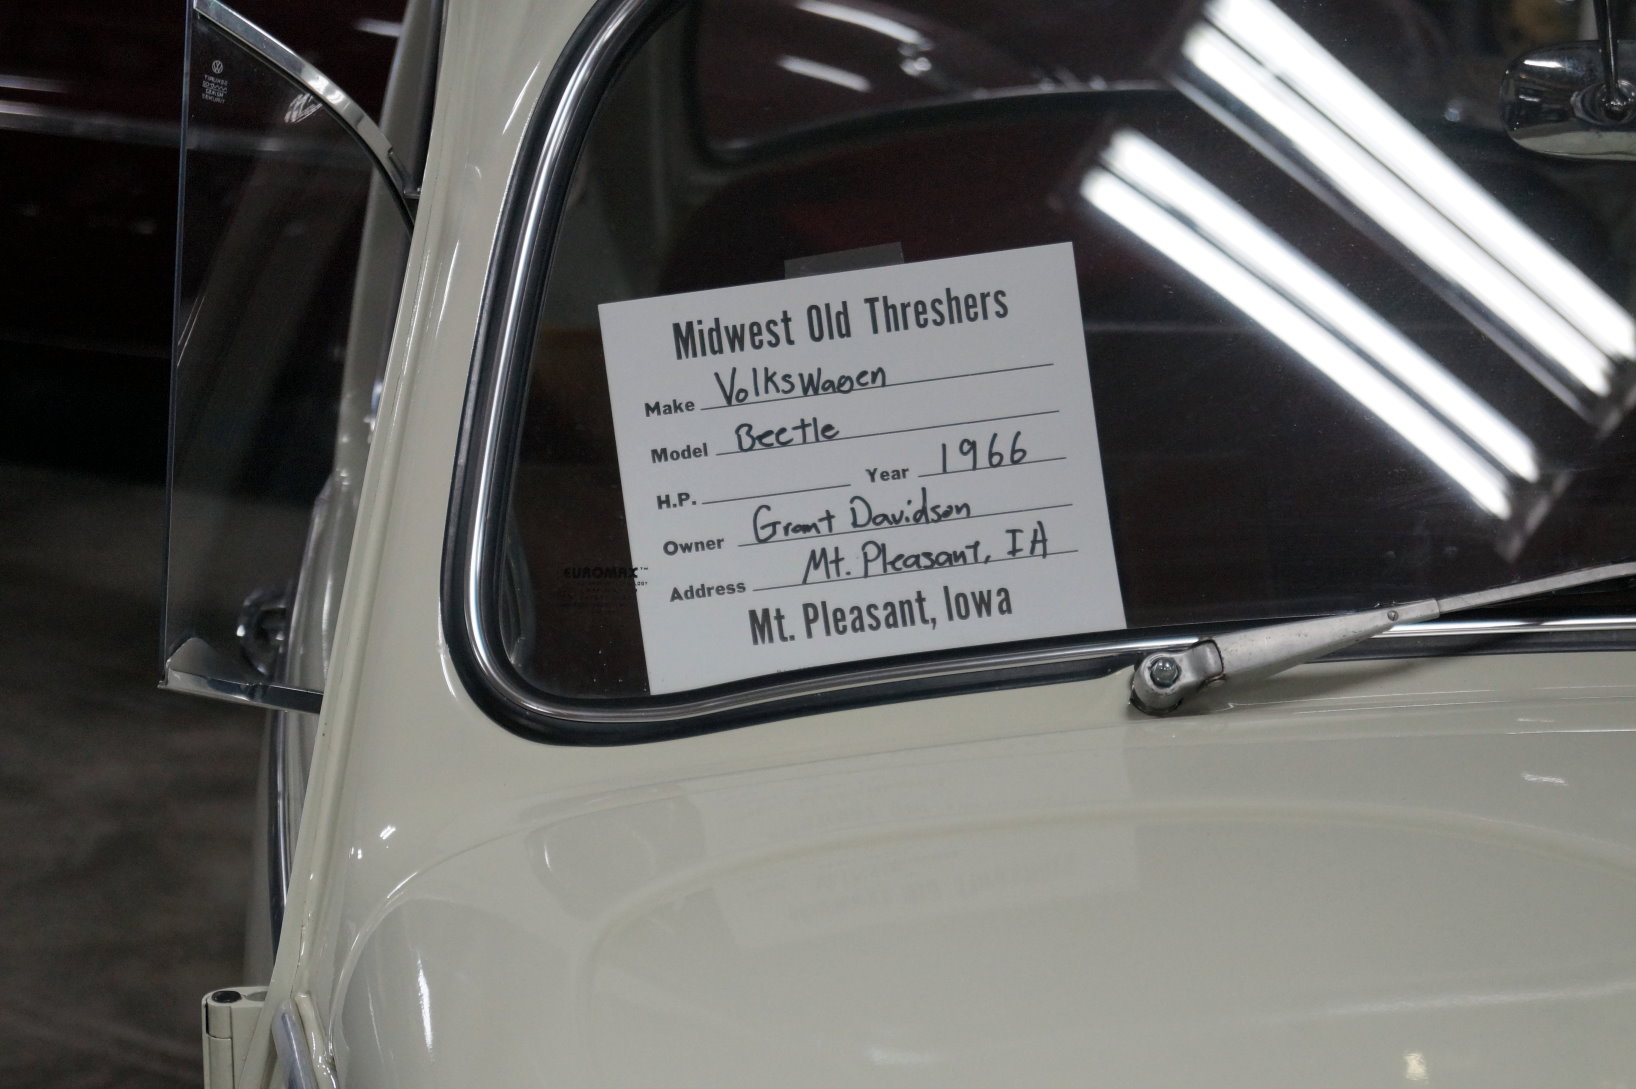 Midwest Old Threshers
Make Volkswagen
Model Beetle
H.P. Year 1966
Owner Grant Davidson
Address Mt. Pleasant, IA
Mt. Pleasant, Iowa
EUROMAX™